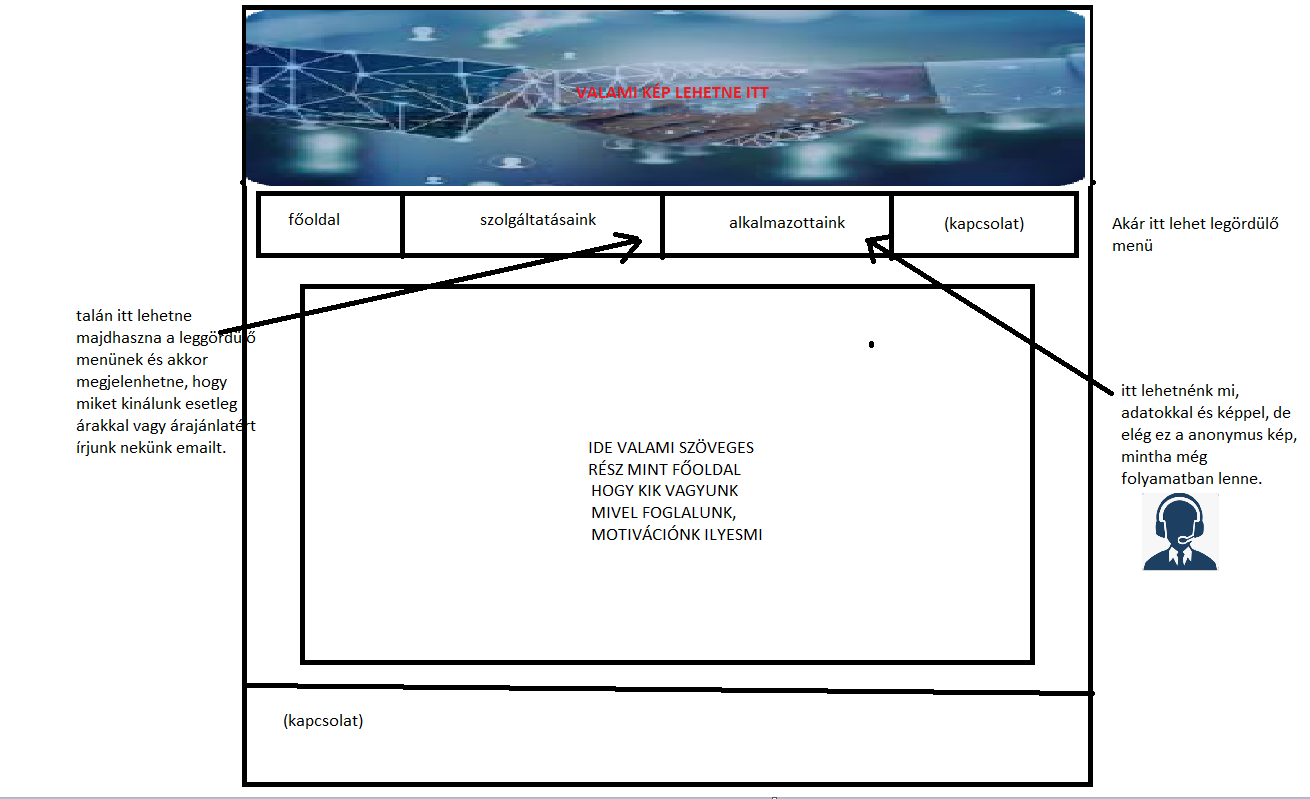 VALAMI KÉP LEHETNE ITT
főoldal
szolgáltatásaink
alkalmazottaink
(kapcsolat)
Akár itt lehet legördülő
menü
talán itt lehetne
majdhaszna a leggördülő
menünek és akkor
megjelenhetne, hogy
miket kinálunk esetleg
árakkal vagy árajánlatért
írjunk nekünk emailt.
itt lehetnénk mi,
adatokkal és képpel, de
elég ez a anonymus kép,
mintha még
folyamatban lenne.
IDE VALAMI SZÖVEGES
RÉSZ MINT FŐOLDAL
HOGY KIK VAGYUNK
MIVEL FOGLALUNK,
MOTIVÁCIÓNK ILYESMI
(kapcsolat)